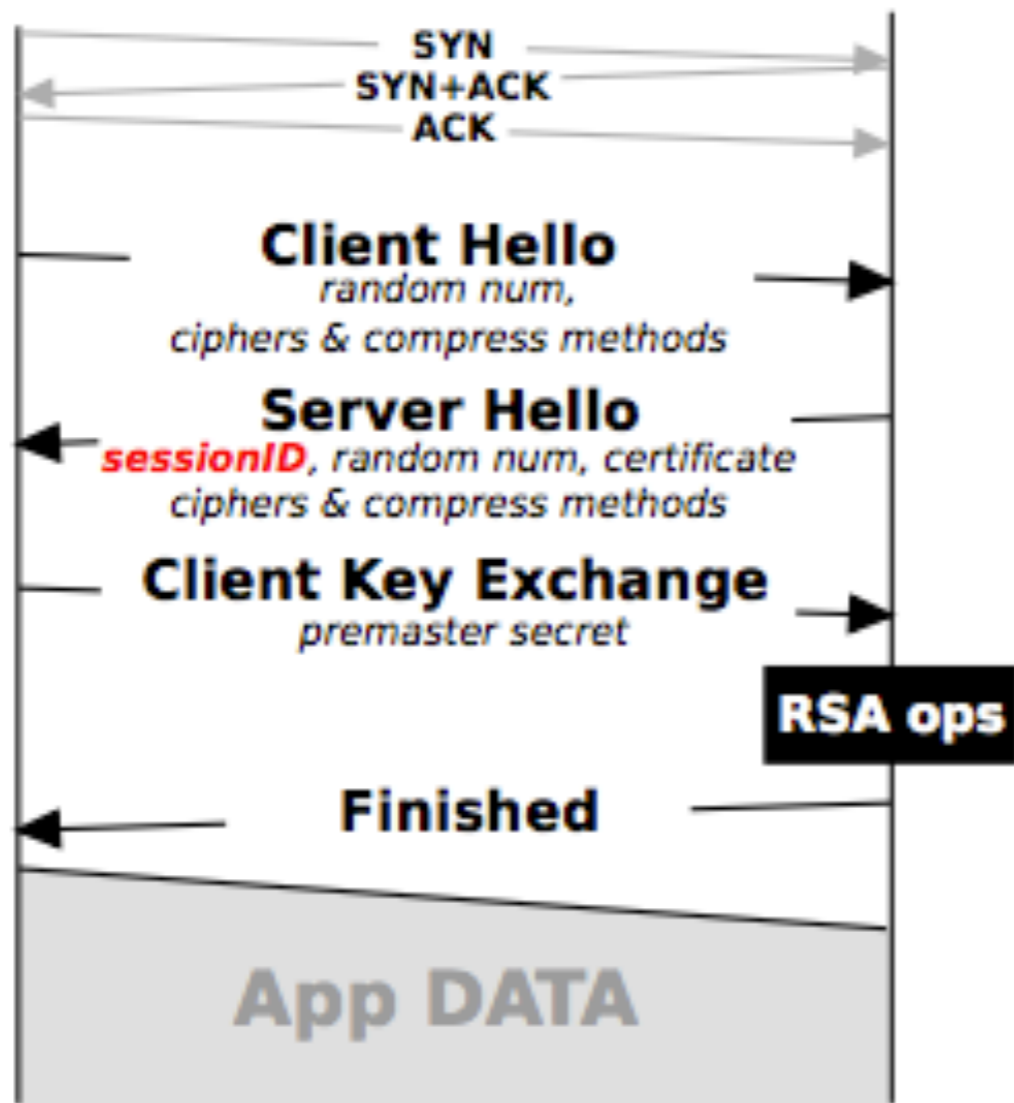 SYN
SYN+ACK
ACK
Client Hello
random num,
ciphers & compress methods
Server Hello
sessionID, random num, certificate
ciphers & compress methods
Client Key Exchange
premaster secret
RSA ops
Finished
App DATA